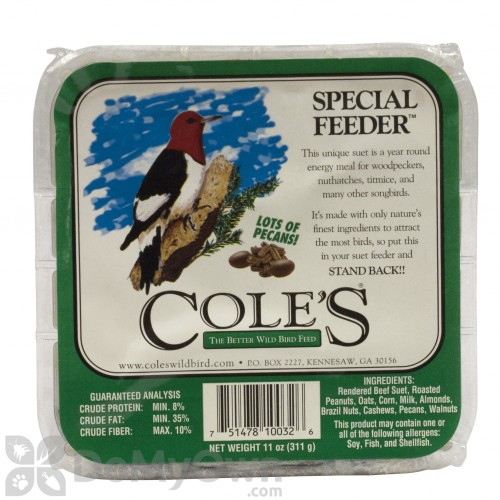 SPECIAL
FEEDER™
This unique suet is a year round
energy meal for woodpeckers,
nuthatches, titmice, and
many other songbirds.
It's made with only nature's
finest ingredients to attract
the most birds, so put this
in your suet feeder and
STAND BACK!!
LOTS OF
PECANS!
COLE'S®
THE BETTER WILD BIRD FEED
www.coleswildbird.com • P.O. BOX 2227, KENNESAW, GA 30156
GUARANTEED ANALYSIS
CRUDE PROTEIN: MIN. 8%
CRUDE FAT: MIN. 35%
CRUDE FIBER: MAX. 10%
7 51478 10032 6
NET WEIGHT 11 oz (311 g)
INGREDIENTS:
Rendered Beef Suet, Roasted
Peanuts, Oats, Corn, Milk, Almonds,
Brazil Nuts, Cashews, Pecans, Walnuts
This product may contain one or
all of the following allergens:
Soy, Fish, and Shellfish.
DoMyOwn
.com